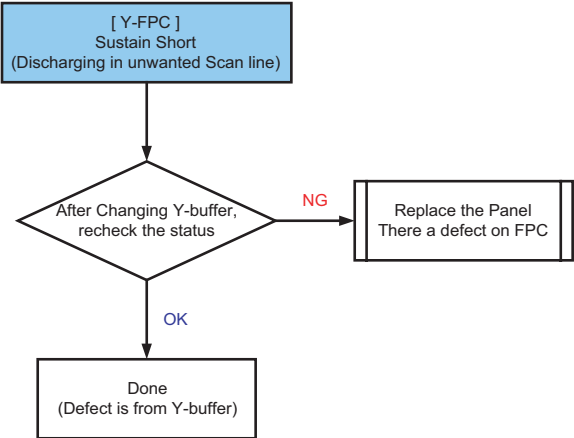 [ Y-FPC ]
Sustain Short
(Discharging in unwanted Scan line)
After Changing Y-buffer,
recheck the status
NG
Replace the Panel
There a defect on FPC
OK
Done
(Defect is from Y-buffer)